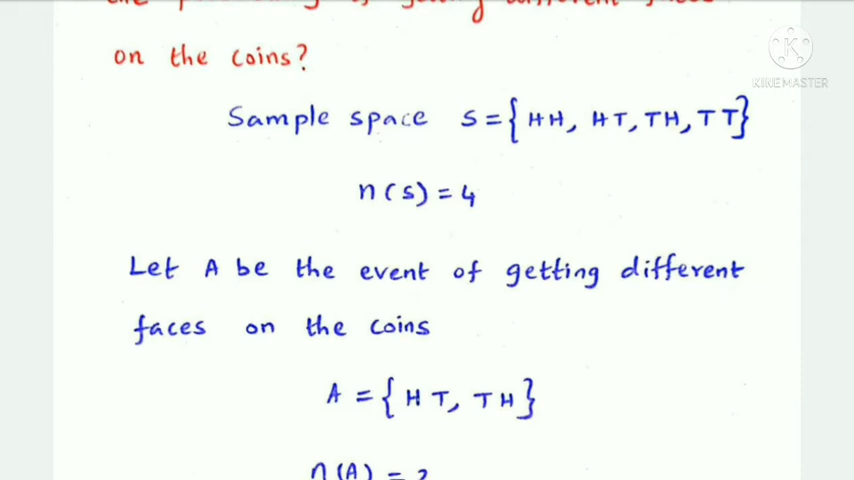 on the coins?
KINEMASTER
Sample space S = {HH, HT, TH, TT}
n(s) = 4
Let A be the event of getting different
faces on the coins
A = {HT, TH}
n(A) = 2